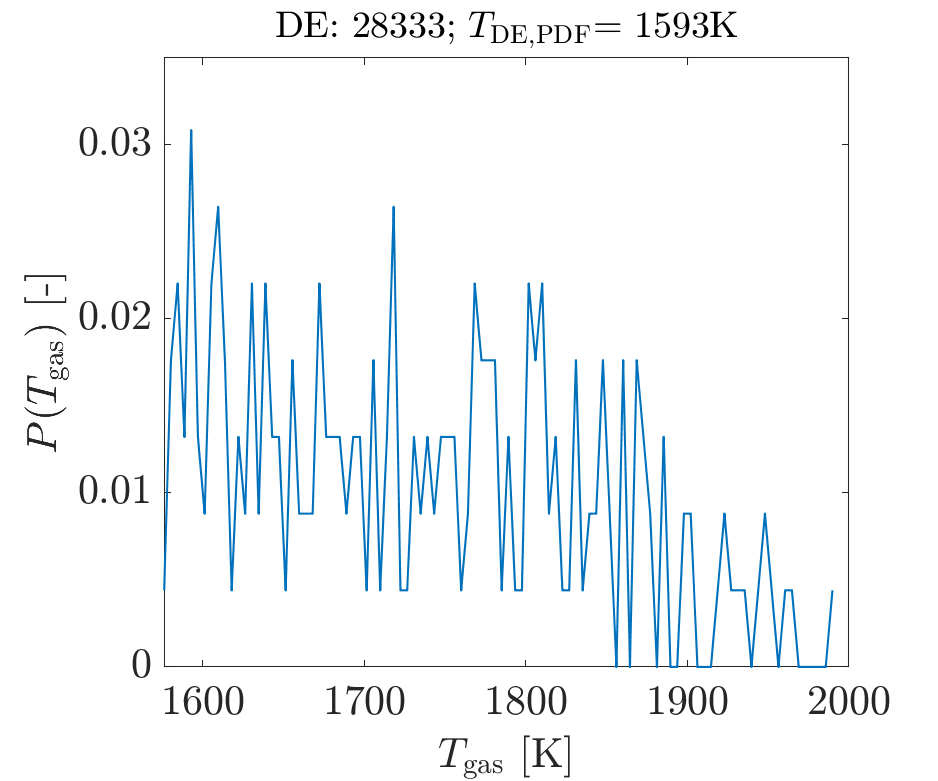 DE: 28333; T_DE,PDF= 1593K
0.03
0.02
0.01
0
P(T_gas) [-]
1600 1700 1800 1900 2000
T_gas [K]